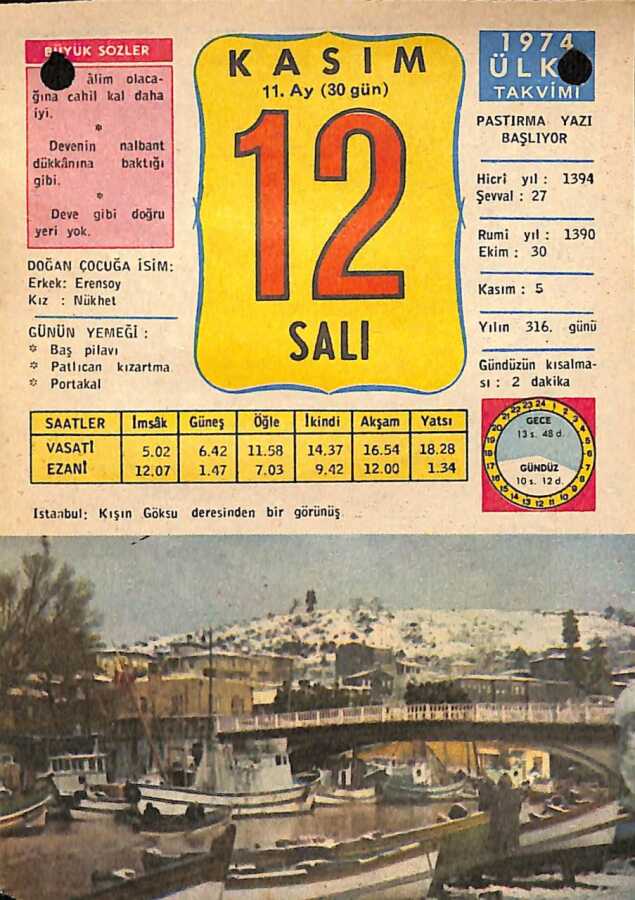 BÜYÜK SÖZLER
âlim olaca-
ğına cahil kal daha
iyi.
Devenin nalbant
dükkânına baktığı
gibi.
Deve gibi doğru
yeri yok.
DOĞAN ÇOCUĞA İSİM:
Erkek: Erensoy
Kız : Nükhet
GÜNÜN YEMEĞİ :
Baş pilavı
Patlıcan kızartma
Portakal
KASIM
11. Ay (30 gün)
12
SALI
1974
ÜLK
TAKVİMİ
PASTIRMA YAZI
BAŞLIYOR
Hicrî yıl : 1394
Şevval : 27
Rumi yıl : 1390
Ekim : 30
Kasım : 5
Yılın 316. günü
Gündüzün kısalma-
sı : 2 dakika
SAATLER İmsâk Güneş Öğle İkindi Akşam Yatsı
VASATÎ 5.02 6.42 11.58 14.37 16.54 18.28
EZANÎ 12.07 1.47 7.03 9.42 12.00 1.34
GECE
13 s. 48 d.
GÜNDÜZ
10 s. 12 d.
İstanbul: Kışın Göksu deresinden bir görünüş